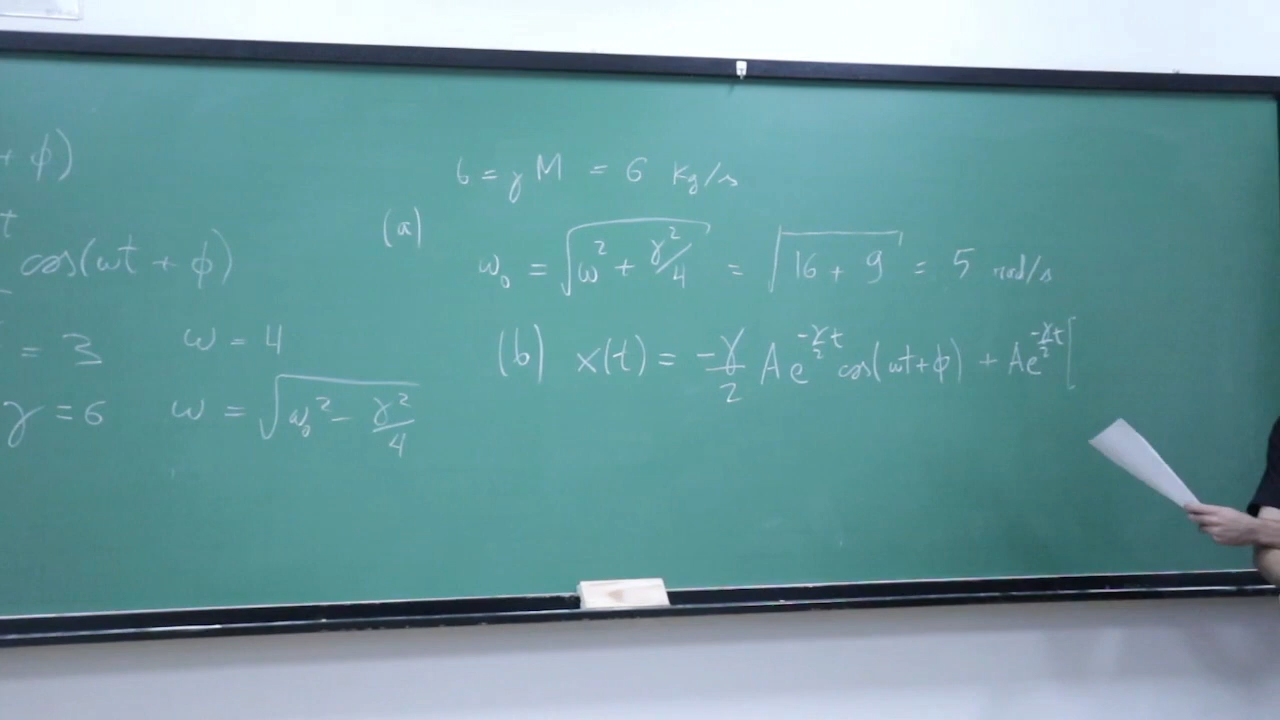 + φ)
t
cos(ωt + φ)
= 3 ω = 4
γ = 6 ω = √(ω₀² − γ²/4)
b = γM = 6 Kg/s
(a)
ω₀ = √(ω² + γ²/4) = √(16 + 9) = 5 rad/s
(b) x(t) = −γ/2 Ae^(−γ/2 t) cos(ωt+φ) + Ae^(−γ/2 t) [